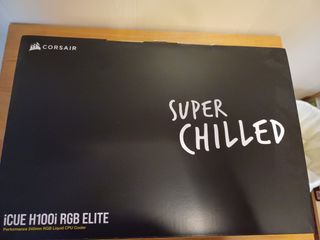 CORSAIR
SUPER
CHILLED
iCUE H100i RGB ELITE
Performance 240mm RGB Liquid CPU Cooler